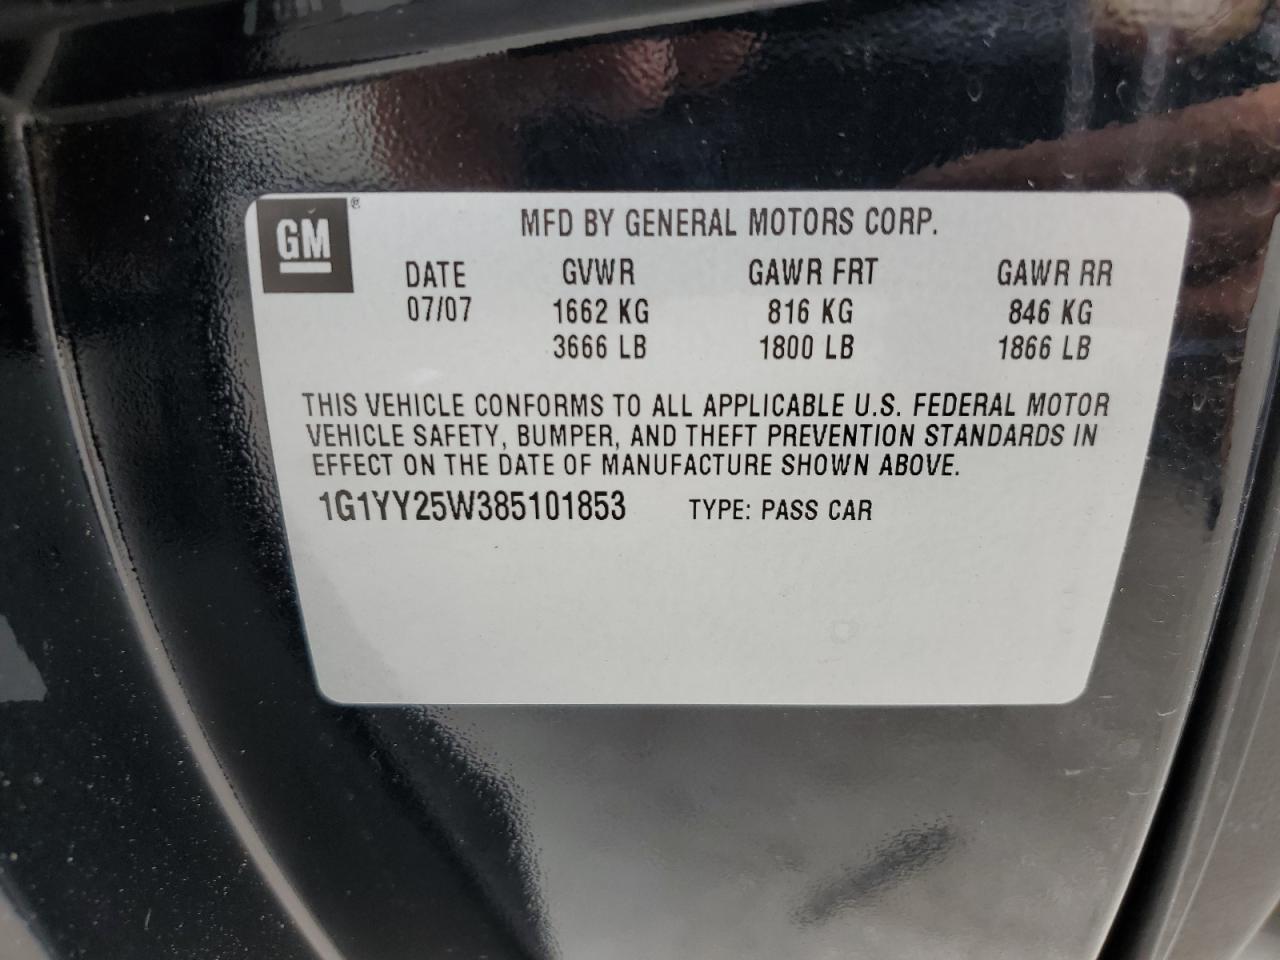 GM®
MFD BY GENERAL MOTORS CORP.
DATE GVWR GAWR FRT GAWR RR
07/07 1662 KG 816 KG 846 KG
3666 LB 1800 LB 1866 LB
THIS VEHICLE CONFORMS TO ALL APPLICABLE U.S. FEDERAL MOTOR
VEHICLE SAFETY, BUMPER, AND THEFT PREVENTION STANDARDS IN
EFFECT ON THE DATE OF MANUFACTURE SHOWN ABOVE.
1G1YY25W385101853 TYPE: PASS CAR